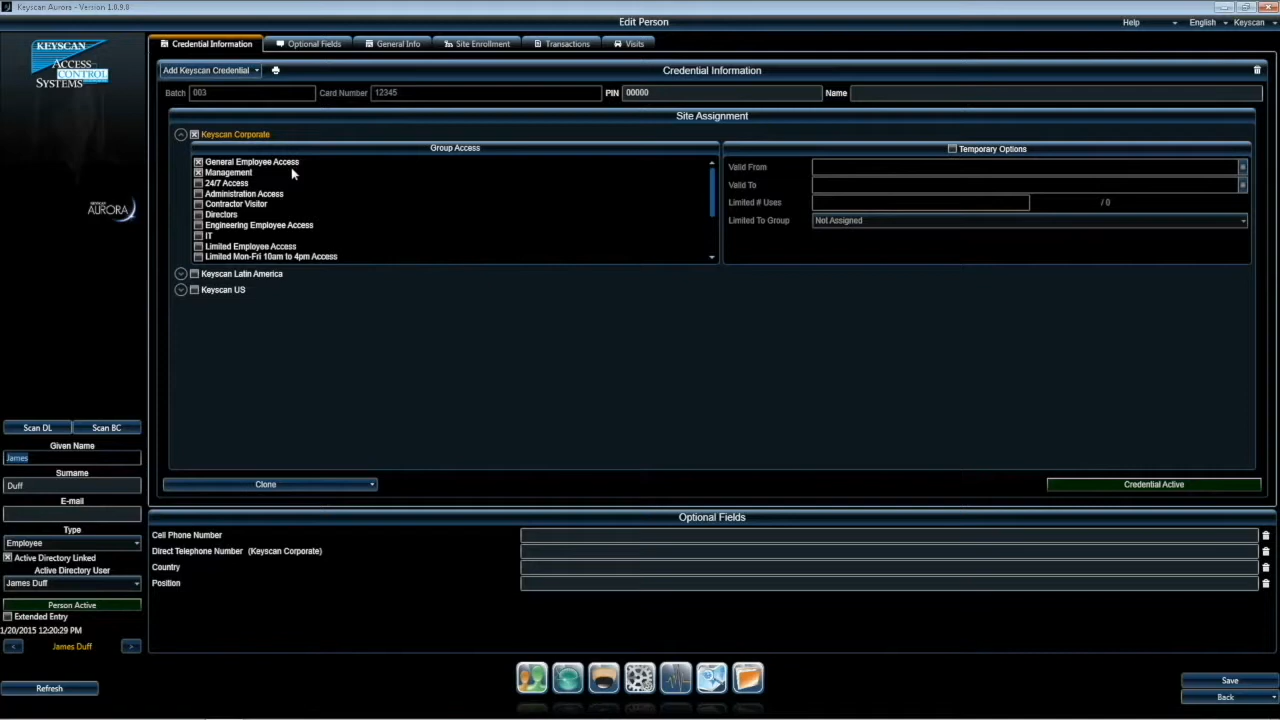 Keyscan Aurora - Version 1.0.9.8
Edit Person
Help
English
Keyscan
KEYSCAN
ACCESS
CONTROL
SYSTEMS
KEYSCAN
AURORA
Credential Information
Optional Fields
General Info
Site Enrollment
Transactions
Visits
Add Keyscan Credential
Credential Information
Batch 003 Card Number 12345 PIN 00000 Name
Site Assignment
Keyscan Corporate
Group Access
General Employee Access
Management
24/7 Access
Administration Access
Contractor Visitor
Directors
Engineering Employee Access
IT
Limited Employee Access
Limited Mon-Fri 10am to 4pm Access
Temporary Options
Valid From
Valid To
Limited # Uses / 0
Limited To Group Not Assigned
Keyscan Latin America
Keyscan US
Clone
Credential Active
Scan DL Scan BC
Given Name
James
Surname
Duff
E-mail
Type
Employee
Active Directory Linked
Active Directory User
James Duff
Person Active
Extended Entry
1/20/2015 12:20:29 PM
< James Duff >
Refresh
Optional Fields
Cell Phone Number
Direct Telephone Number (Keyscan Corporate)
Country
Position
Save
Back